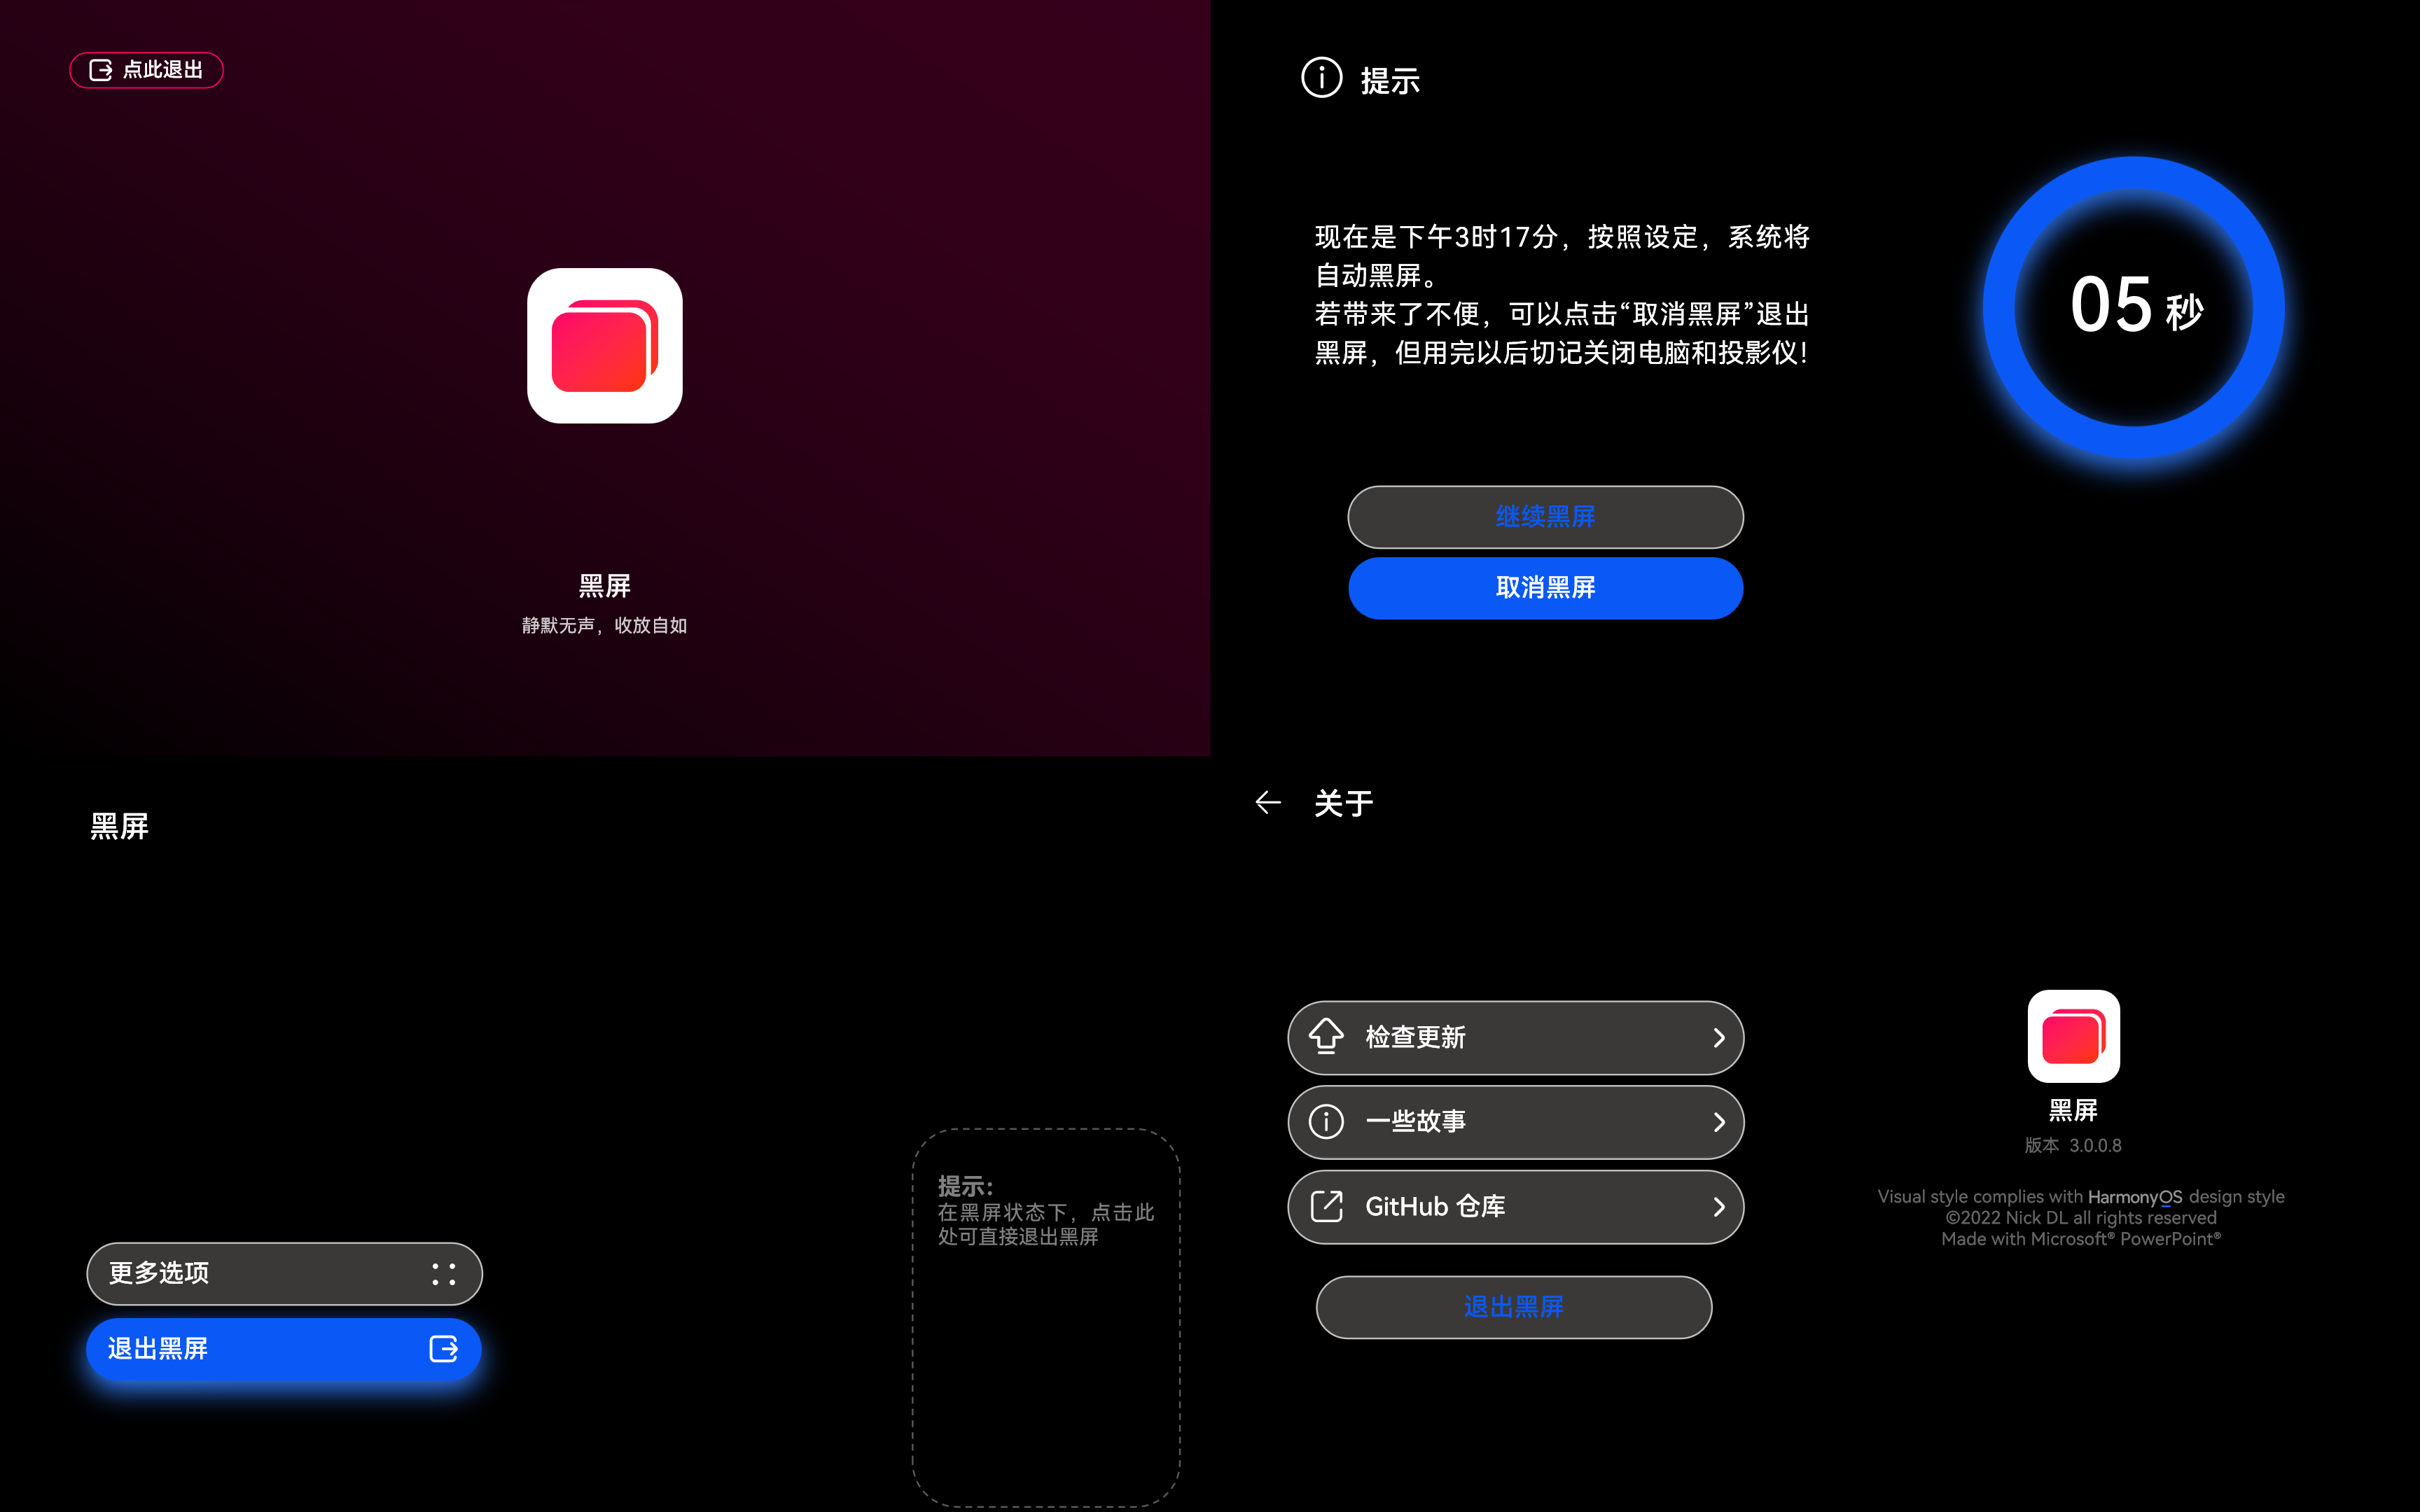 点此退出
黑屏
静默无声，收放自如
提示
现在是下午3时17分，按照设定，系统将
自动黑屏。
若带来了不便，可以点击“取消黑屏”退出
黑屏，但用完以后切记关闭电脑和投影仪！
05 秒
继续黑屏
取消黑屏
黑屏
提示：
在黑屏状态下，点击此
处可直接退出黑屏
更多选项
退出黑屏
关于
检查更新
一些故事
GitHub 仓库
退出黑屏
黑屏
版本 3.0.0.8
Visual style complies with HarmonyOS design style
©2022 Nick DL all rights reserved
Made with Microsoft® PowerPoint®